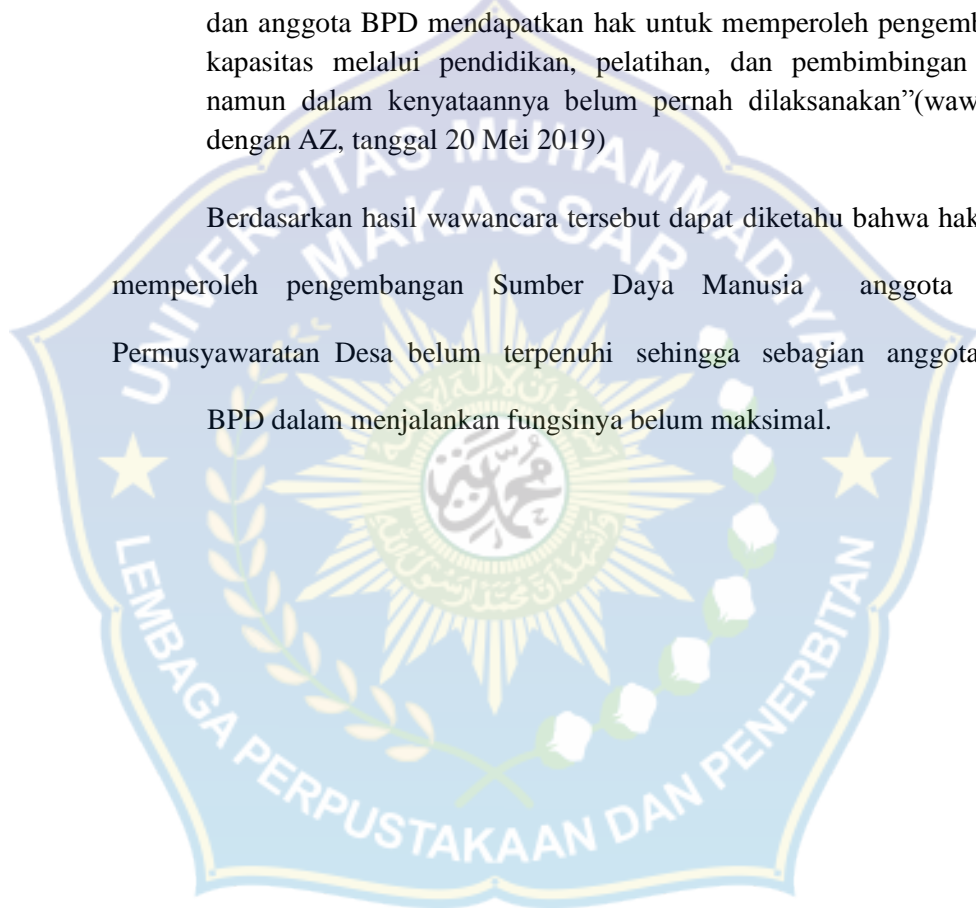 dan anggota BPD mendapatkan hak untuk memperoleh pengemb
kapasitas melalui pendidikan, pelatihan, dan pembimbingan
namun dalam kenyataannya belum pernah dilaksanakan”(waw
dengan AZ, tanggal 20 Mei 2019)
Berdasarkan hasil wawancara tersebut dapat diketahu bahwa hak
memperoleh pengembangan Sumber Daya Manusia anggota
Permusyawaratan Desa belum terpenuhi sehingga sebagian anggota
BPD dalam menjalankan fungsinya belum maksimal.
UNIVERSITAS MUHAMMADIYAH
MAKASSAR
LEMBAGA PERPUSTAKAAN DAN PENERBITAN